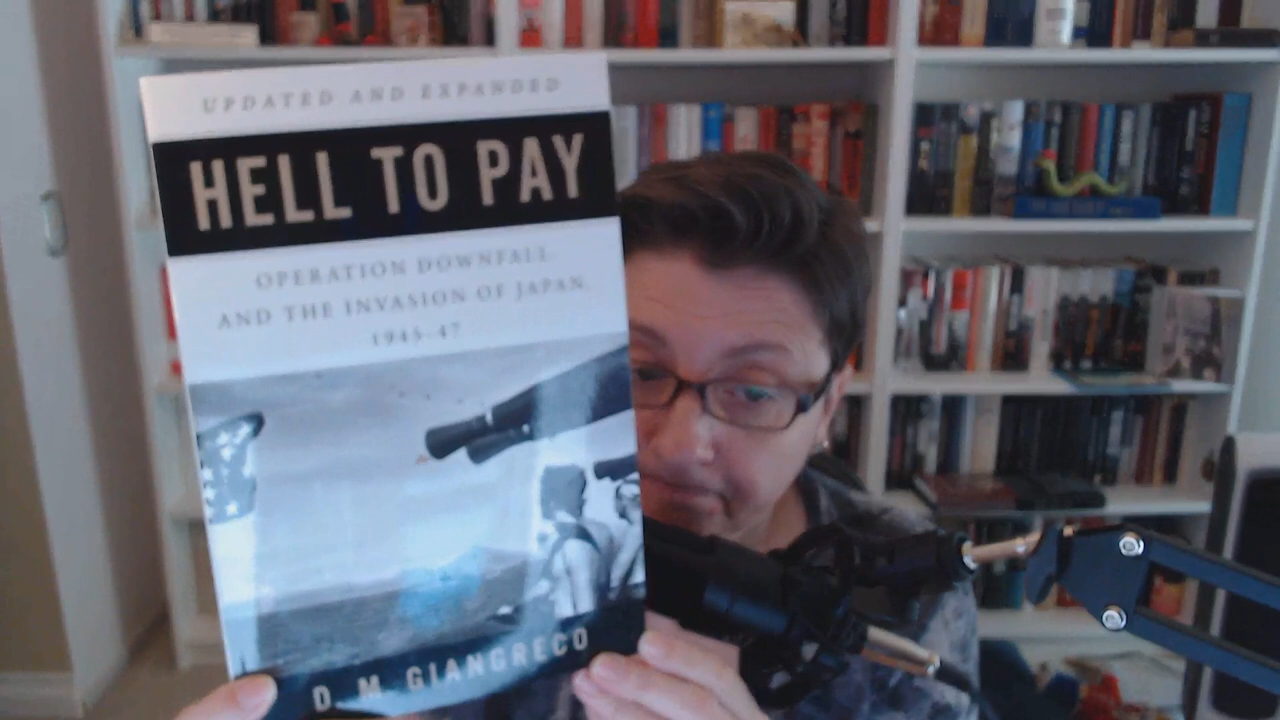 UPDATED AND EXPANDED
HELL TO PAY
OPERATION DOWNFALL
AND THE INVASION OF JAPAN,
1945–47
D. M. GIANGRECO